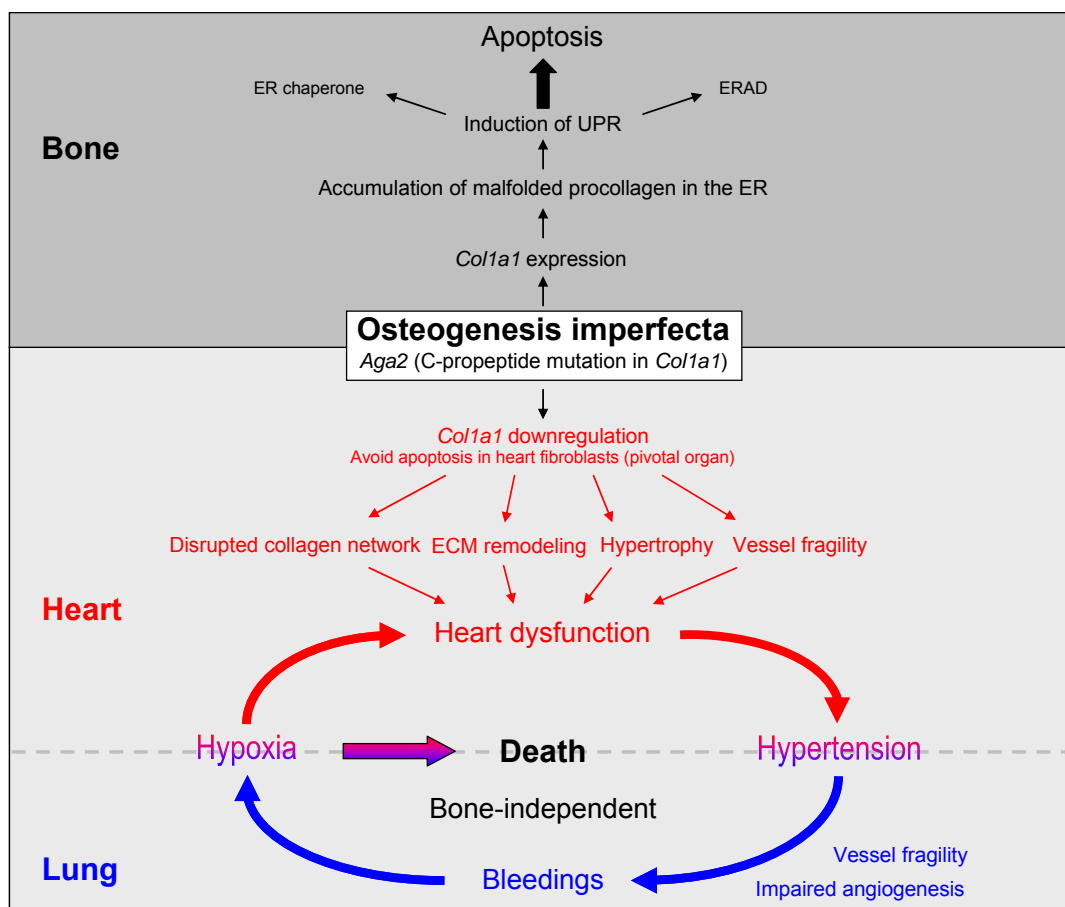 Apoptosis
ER chaperone
ERAD
Induction of UPR
Bone
Accumulation of malfolded procollagen in the ER
Col1a1 expression
Osteogenesis imperfecta
Aga2 (C-propeptide mutation in Col1a1)
Col1a1 downregulation
Avoid apoptosis in heart fibroblasts (pivotal organ)
Disrupted collagen network
ECM remodeling
Hypertrophy
Vessel fragility
Heart
Heart dysfunction
Hypoxia
Death
Hypertension
Bone-independent
Lung
Bleedings
Vessel fragility
Impaired angiogenesis